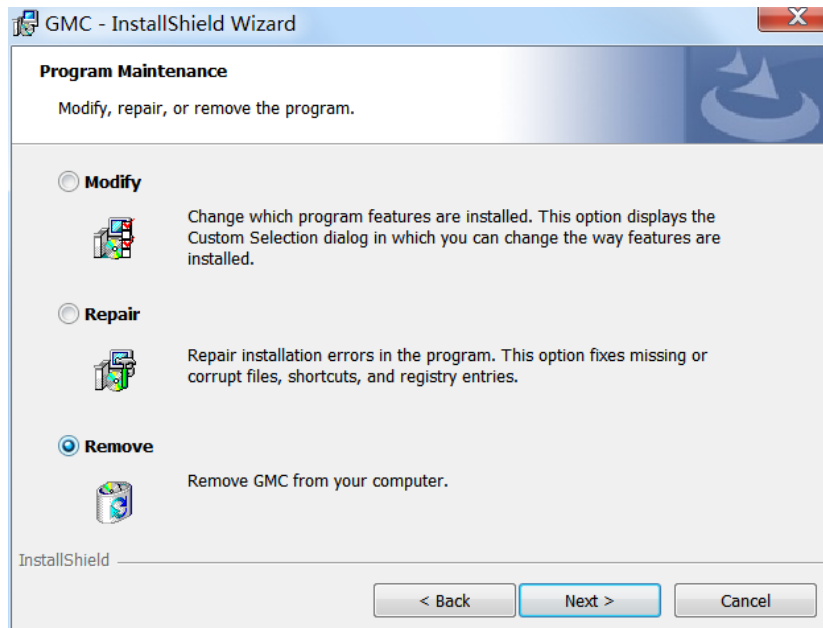 GMC - InstallShield Wizard
Program Maintenance
Modify, repair, or remove the program.
Modify
Change which program features are installed. This option displays the
Custom Selection dialog in which you can change the way features are
installed.
Repair
Repair installation errors in the program. This option fixes missing or
corrupt files, shortcuts, and registry entries.
Remove
Remove GMC from your computer.
InstallShield
< Back
Next >
Cancel